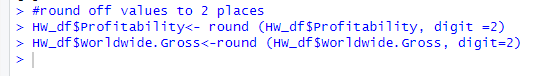 > #round off values to 2 places
> HW_df$Profitability<- round (HW_df$Profitability, digit =2)
> HW_df$Worldwide.Gross<-round (HW_df$Worldwide.Gross, digit=2)
>